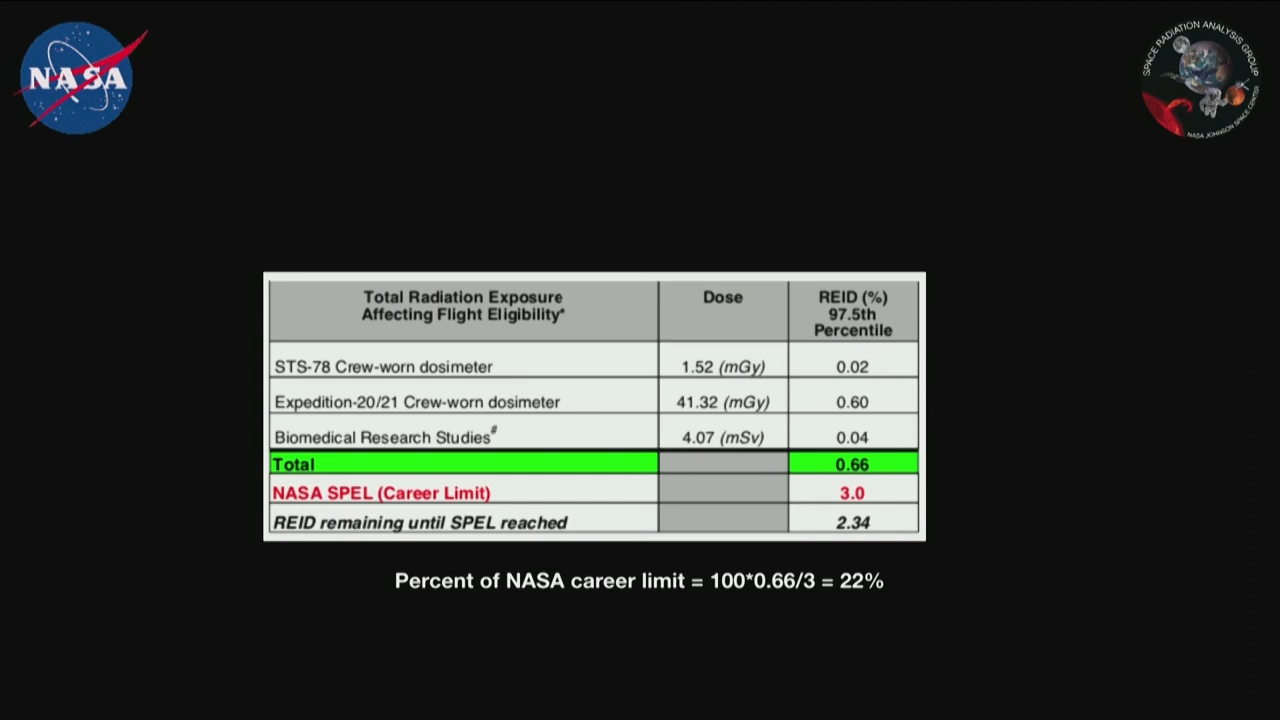 NASA
SPACE RADIATION ANALYSIS GROUP
NASA JOHNSON SPACE CENTER
Total Radiation Exposure Affecting Flight Eligibility* Dose REID (%) 97.5th Percentile
STS-78 Crew-worn dosimeter 1.52 (mGy) 0.02
Expedition-20/21 Crew-worn dosimeter 41.32 (mGy) 0.60
Biomedical Research Studies# 4.07 (mSv) 0.04
Total 0.66
NASA SPEL (Career Limit) 3.0
REID remaining until SPEL reached 2.34
Percent of NASA career limit = 100*0.66/3 = 22%